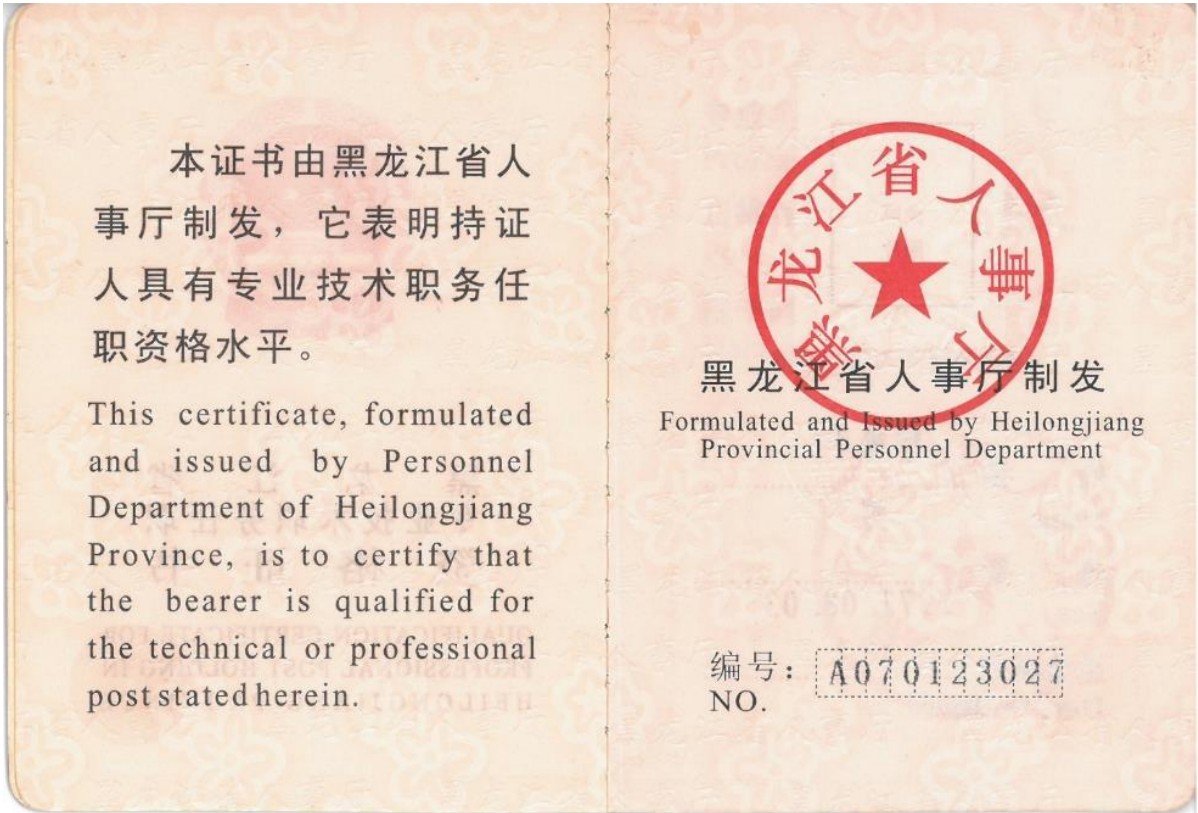 本证书由黑龙江省人
事厅制发，它表明持证
人具有专业技术职务任
职资格水平。
This certificate, formulated
and issued by Personnel
Department of Heilongjiang
Province, is to certify that
the bearer is qualified for
the technical or professional
post stated herein.
黑龙江省人事厅
黑龙江省人事厅制发
Formulated and Issued by Heilongjiang
Provincial Personnel Department
编号：A070123027
NO.